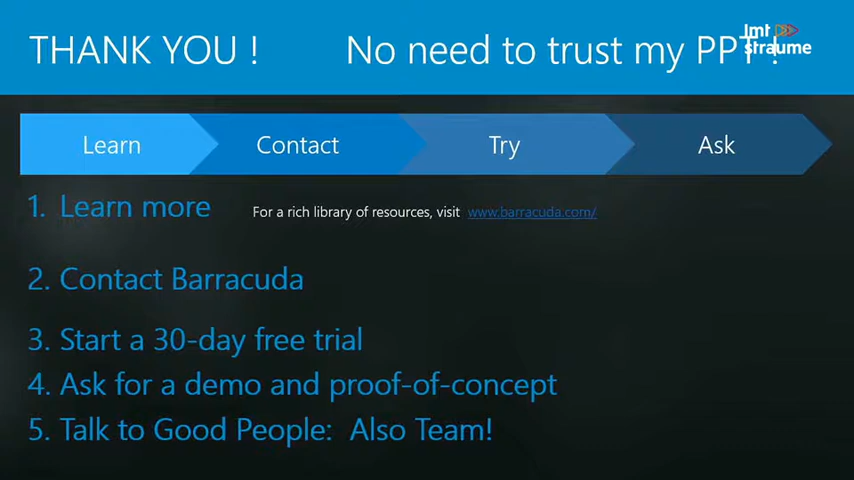 THANK YOU ! No need to trust my PPT !
lmt straume
Learn Contact Try Ask
1. Learn more For a rich library of resources, visit www.barracuda.com/
2. Contact Barracuda
3. Start a 30-day free trial
4. Ask for a demo and proof-of-concept
5. Talk to Good People: Also Team!